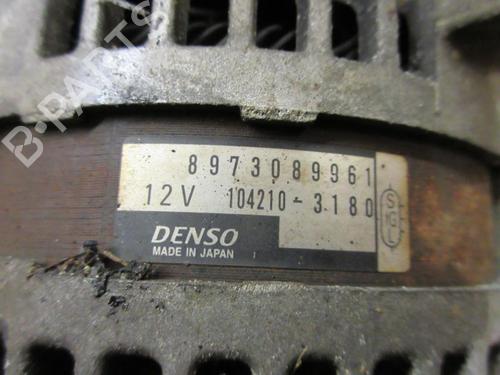 B-PARTS
8973089961
12V 104210-3180
DENSO
MADE IN JAPAN